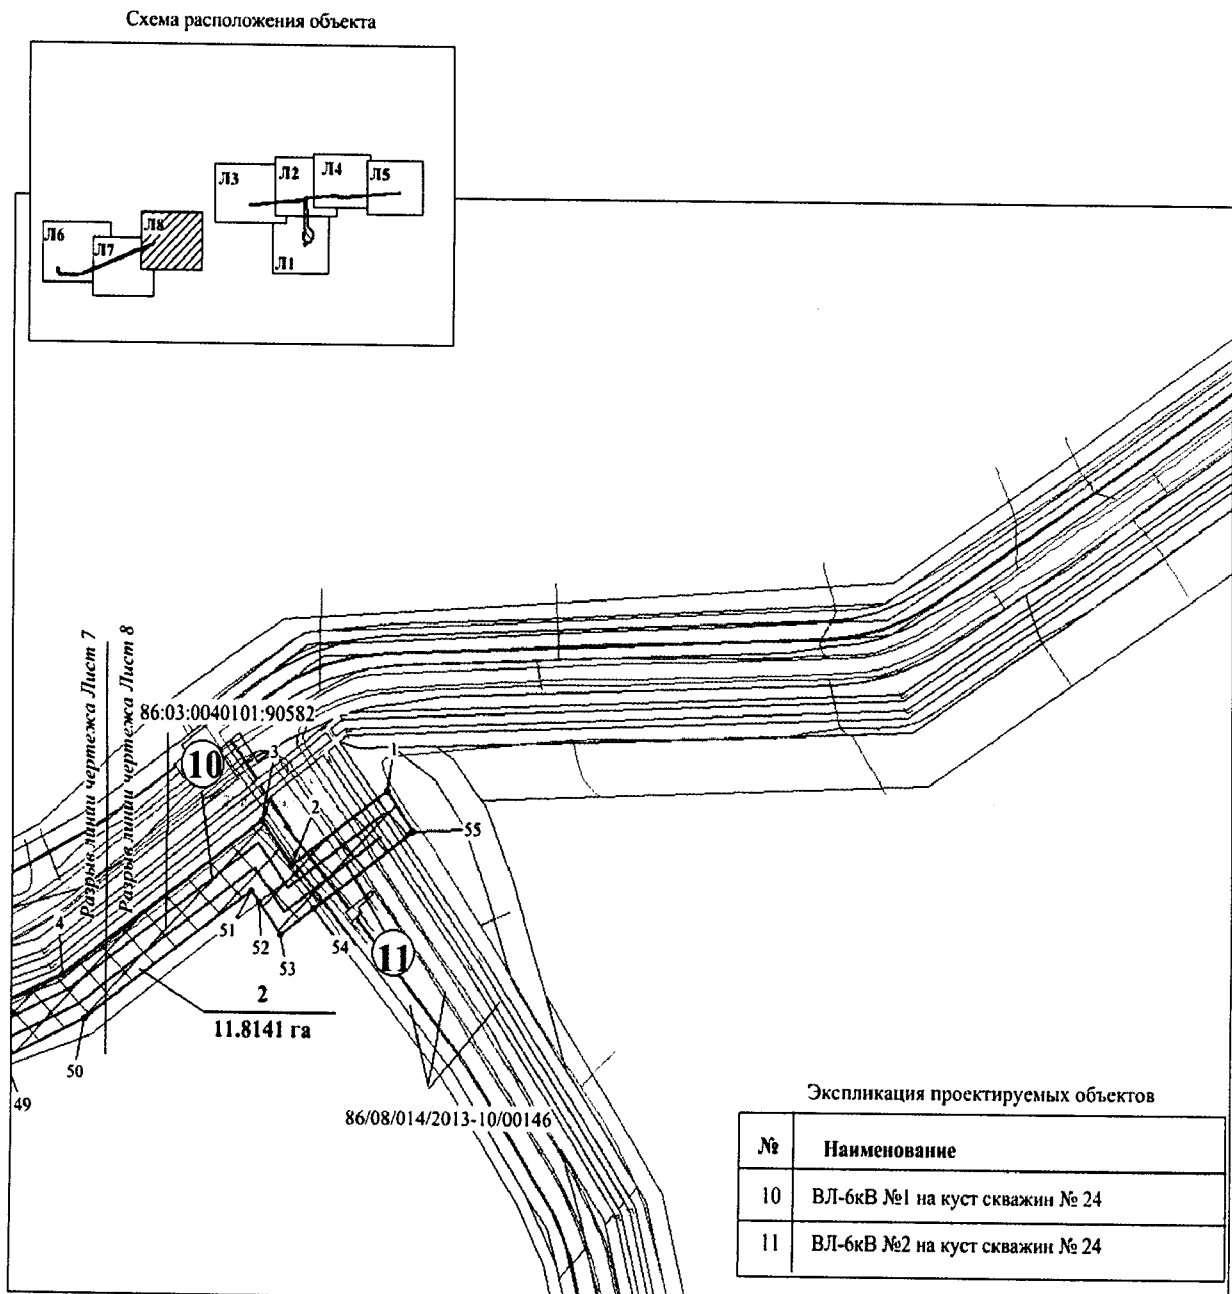 Схема расположения объекта
Л3
Л2
Л4
Л5
Л6
Л7
Л8
Л1
Разрыв линии чертежа Лист 7
Разрыв линии чертежа Лист 8
86:03:0040101:90582
10
3
1
2
55
4
51
52
53
54
11
2
11.8141 га
50
49
86/08/014/2013-10/00146
Экспликация проектируемых объектов
№ Наименование
10 ВЛ-6кВ №1 на куст скважин № 24
11 ВЛ-6кВ №2 на куст скважин № 24